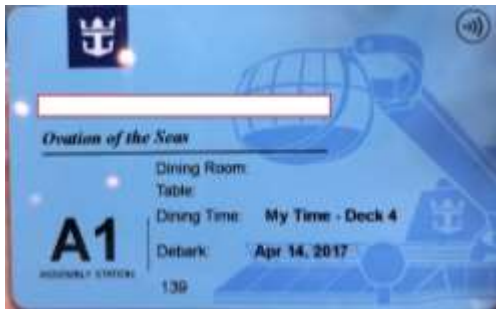 Ovation of the Seas
Dining Room:
Table:
Dining Time: My Time - Deck 4
A1
Debark: Apr 14, 2017
ASSEMBLY STATION
139